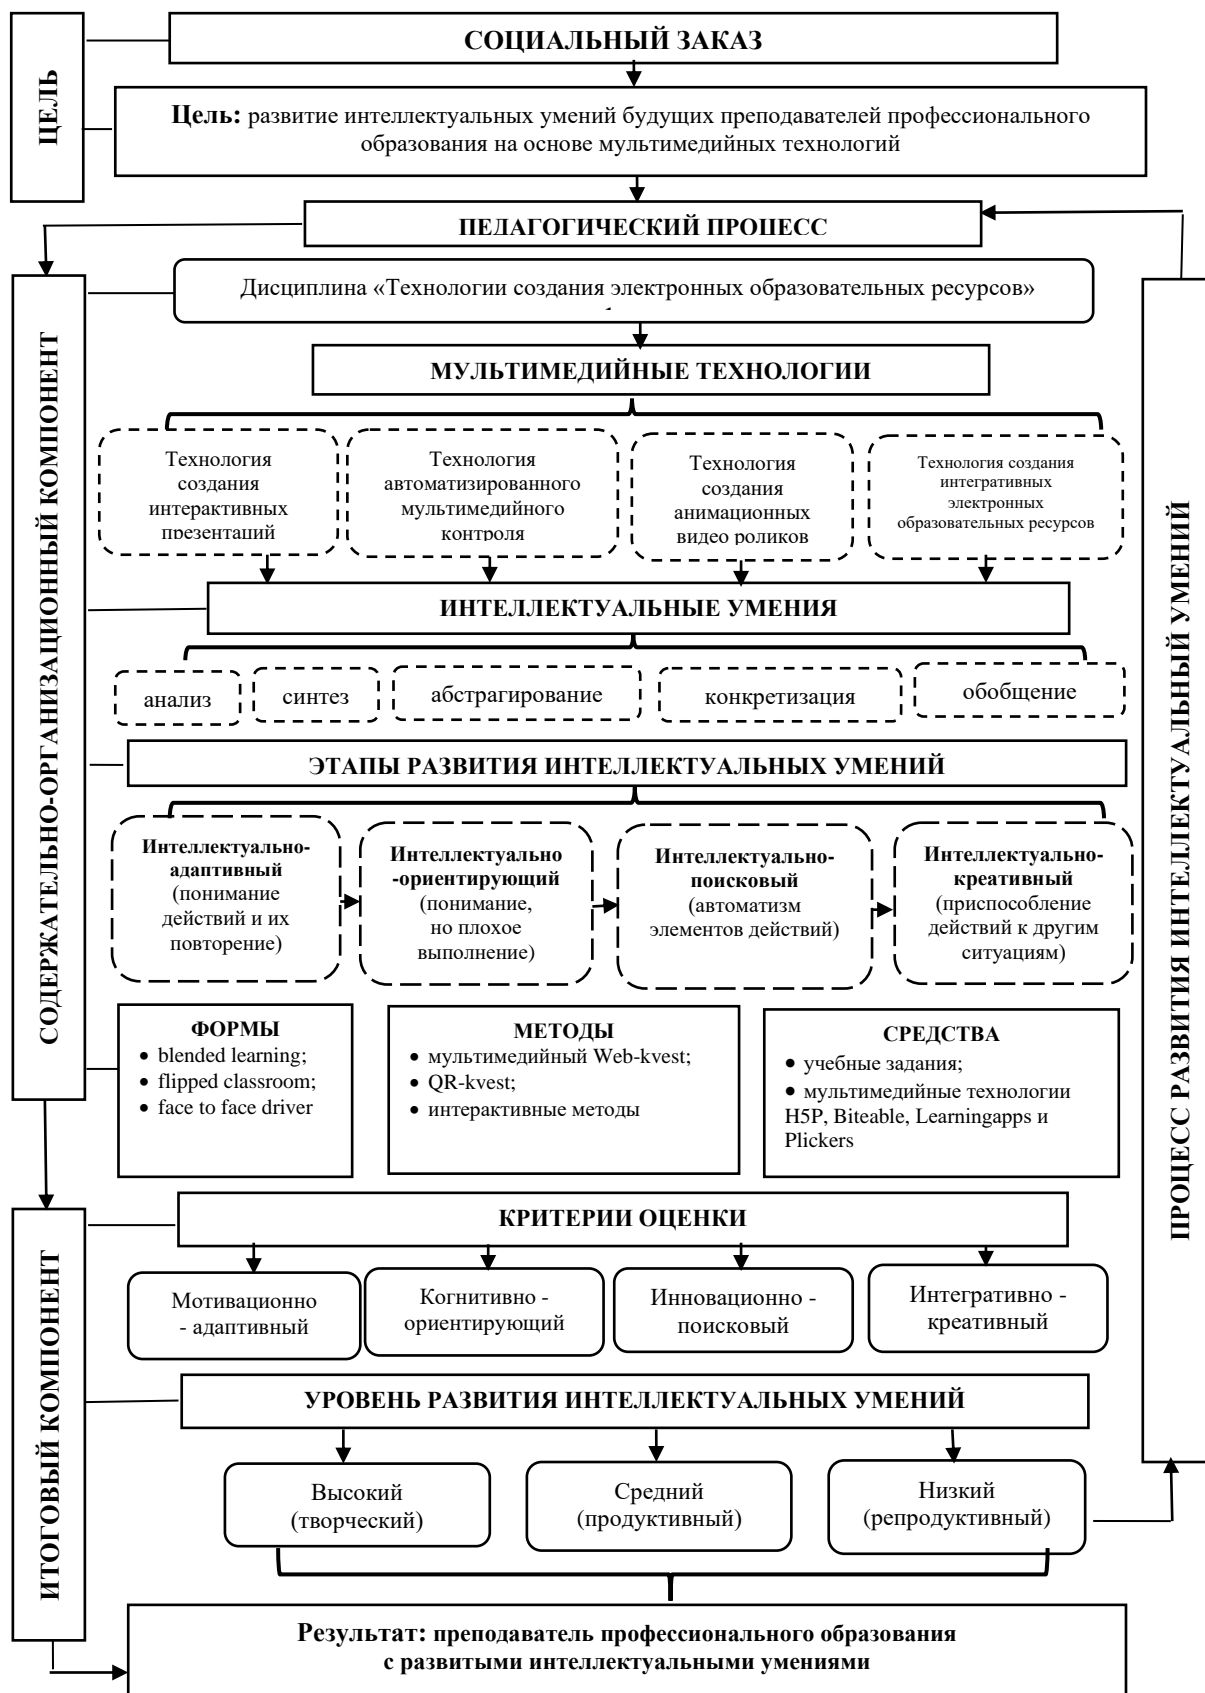 ЦЕЛЬ
СОЦИАЛЬНЫЙ ЗАКАЗ
Цель: развитие интеллектуальных умений будущих преподавателей профессионального
образования на основе мультимедийных технологий
ПЕДАГОГИЧЕСКИЙ ПРОЦЕСС
СОДЕРЖАТЕЛЬНО-ОРГАНИЗАЦИОННЫЙ КОМПОНЕНТ
Дисциплина «Технологии создания электронных образовательных ресурсов»
МУЛЬТИМЕДИЙНЫЕ ТЕХНОЛОГИИ
Технология
создания
интерактивных
презентаций
Технология
автоматизированного
мультимедийного
контроля
Технология
создания
анимационных
видео роликов
Технология создания
интегративных
электронных
образовательных ресурсов
ИНТЕЛЛЕКТУАЛЬНЫЕ УМЕНИЯ
анализ
синтез
абстрагирование
конкретизация
обобщение
ЭТАПЫ РАЗВИТИЯ ИНТЕЛЛЕКТУАЛЬНЫХ УМЕНИЙ
Интеллектуально-
адаптивный
(понимание
действий и их
повторение)
Интеллектуально
-ориентирующий
(понимание,
но плохое
выполнение)
Интеллектуально-
поисковый
(автоматизм
элементов действий)
Интеллектуально-
креативный
(приспособление
действий к другим
ситуациям)
ФОРМЫ
• blended learning;
• flipped classroom;
• face to face driver
МЕТОДЫ
• мультимедийный Web-kvest;
• QR-kvest;
• интерактивные методы
СРЕДСТВА
• учебные задания;
• мультимедийные технологии
H5P, Biteable, Learningapps и
Plickers
ПРОЦЕСС РАЗВИТИЯ ИНТЕЛЛЕКТУАЛЬНЫЙ УМЕНИЙ
ИТОГОВЫЙ КОМПОНЕНТ
КРИТЕРИИ ОЦЕНКИ
Мотивационно
- адаптивный
Когнитивно -
ориентирующий
Инновационно -
поисковый
Интегративно -
креативный
УРОВЕНЬ РАЗВИТИЯ ИНТЕЛЛЕКТУАЛЬНЫХ УМЕНИЙ
Высокий
(творческий)
Средний
(продуктивный)
Низкий
(репродуктивный)
Результат: преподаватель профессионального образования
с развитыми интеллектуальными умениями